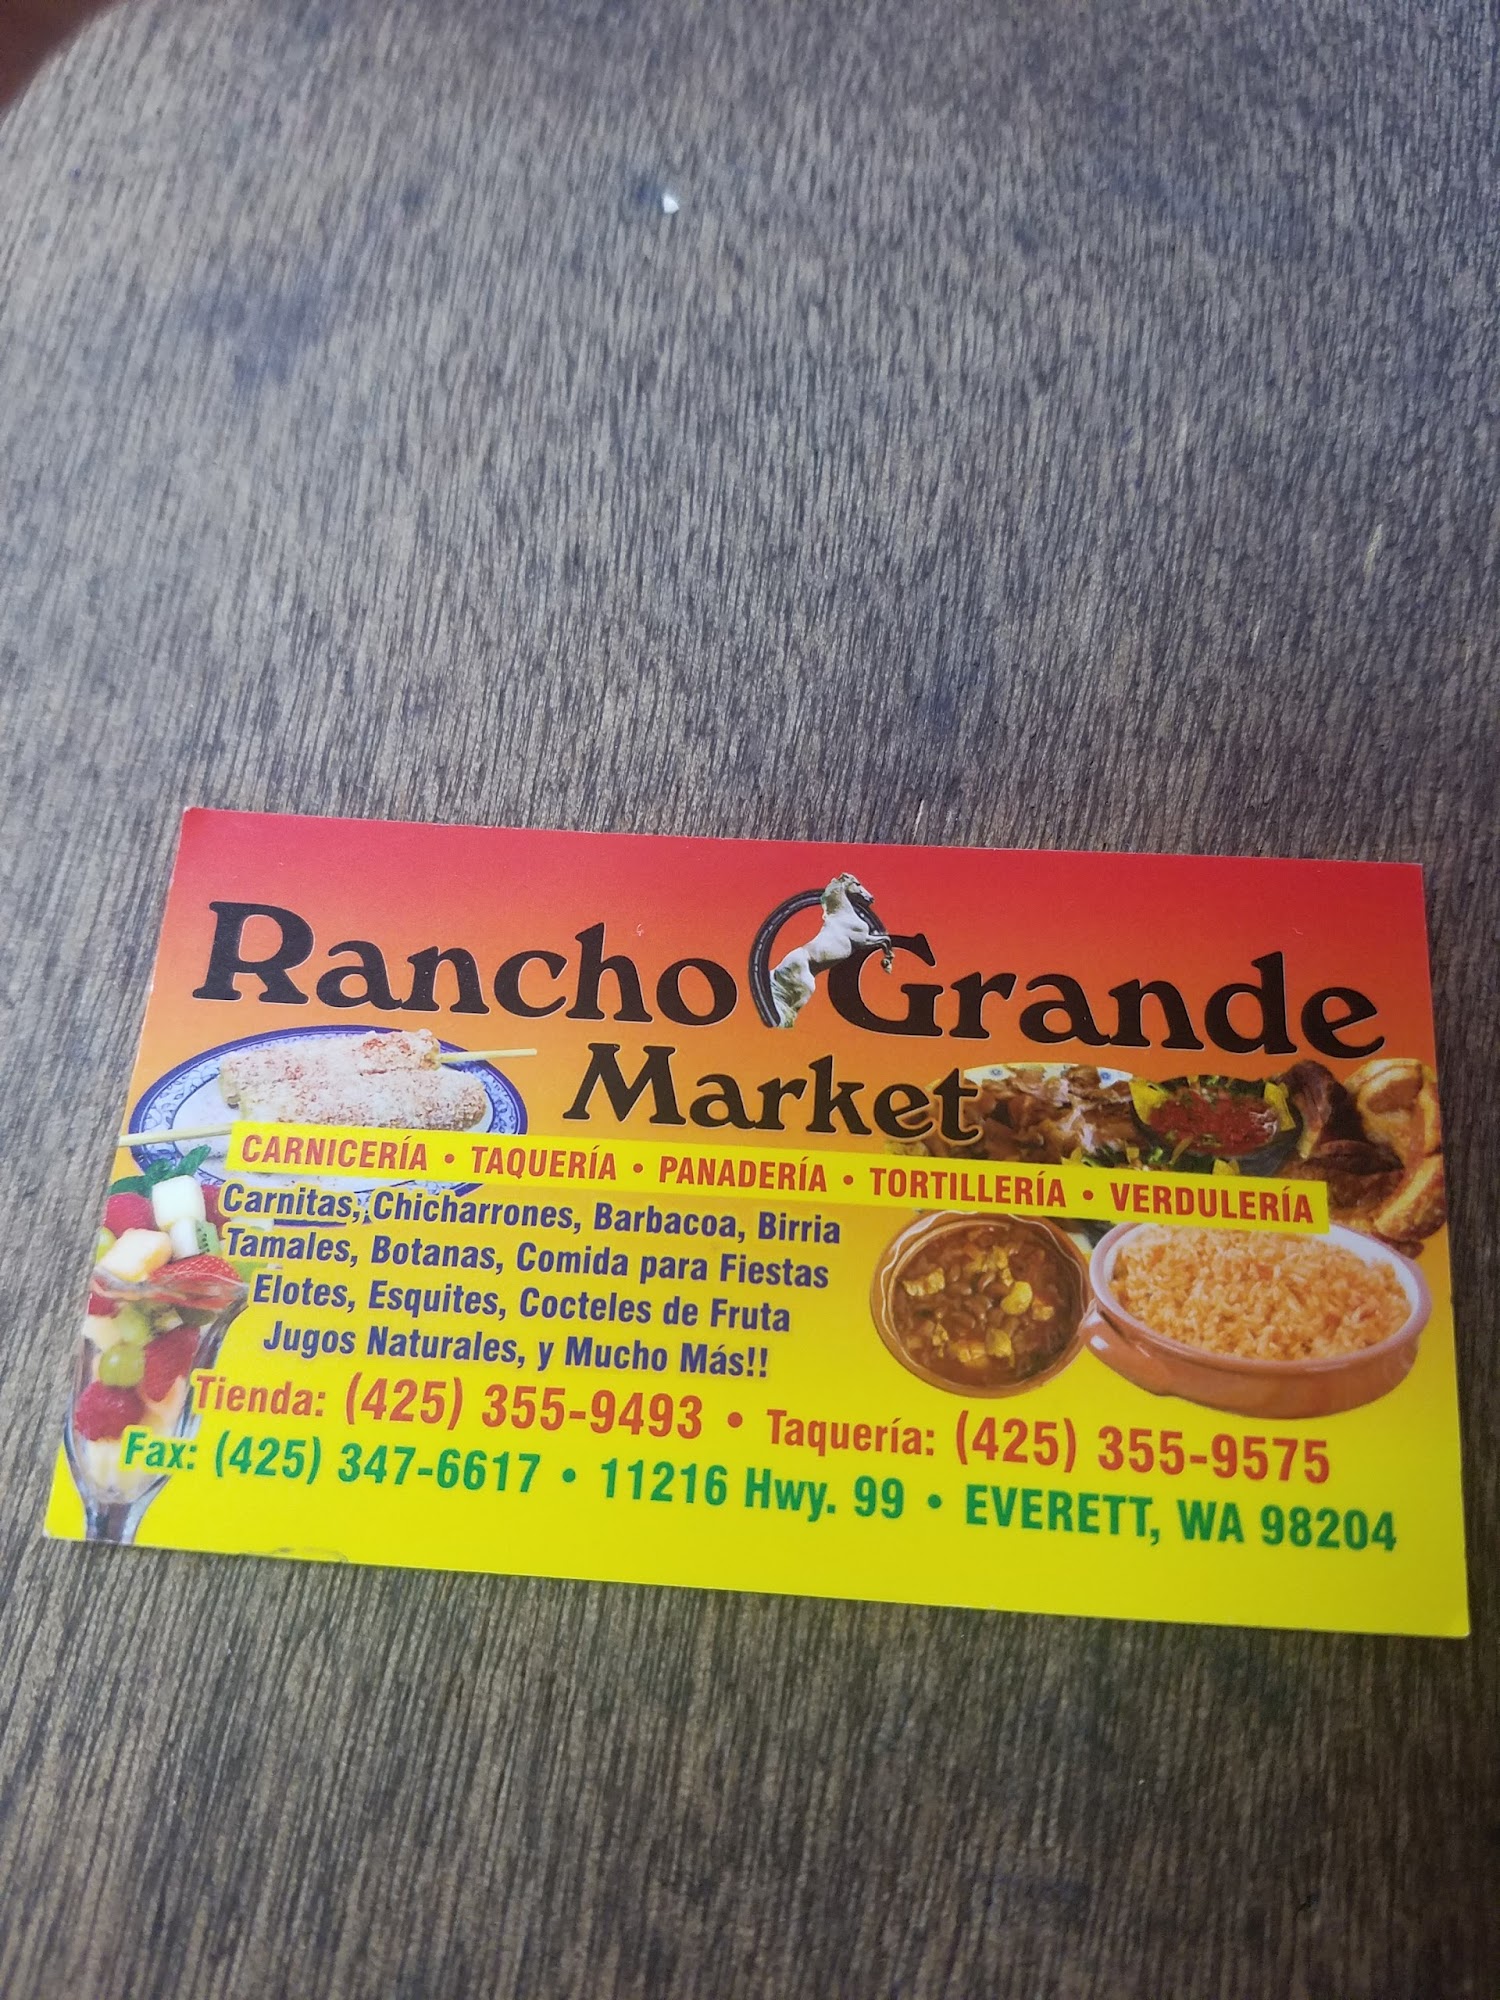 Rancho Grande
Market
CARNICERÍA • TAQUERÍA • PANADERÍA • TORTILLERÍA • VERDULERÍA
Carnitas, Chicharrones, Barbacoa, Birria
Tamales, Botanas, Comida para Fiestas
Elotes, Esquites, Cocteles de Fruta
Jugos Naturales, y Mucho Más!!
Tienda: (425) 355-9493 • Taquería: (425) 355-9575
Fax: (425) 347-6617 • 11216 Hwy. 99 • EVERETT, WA 98204